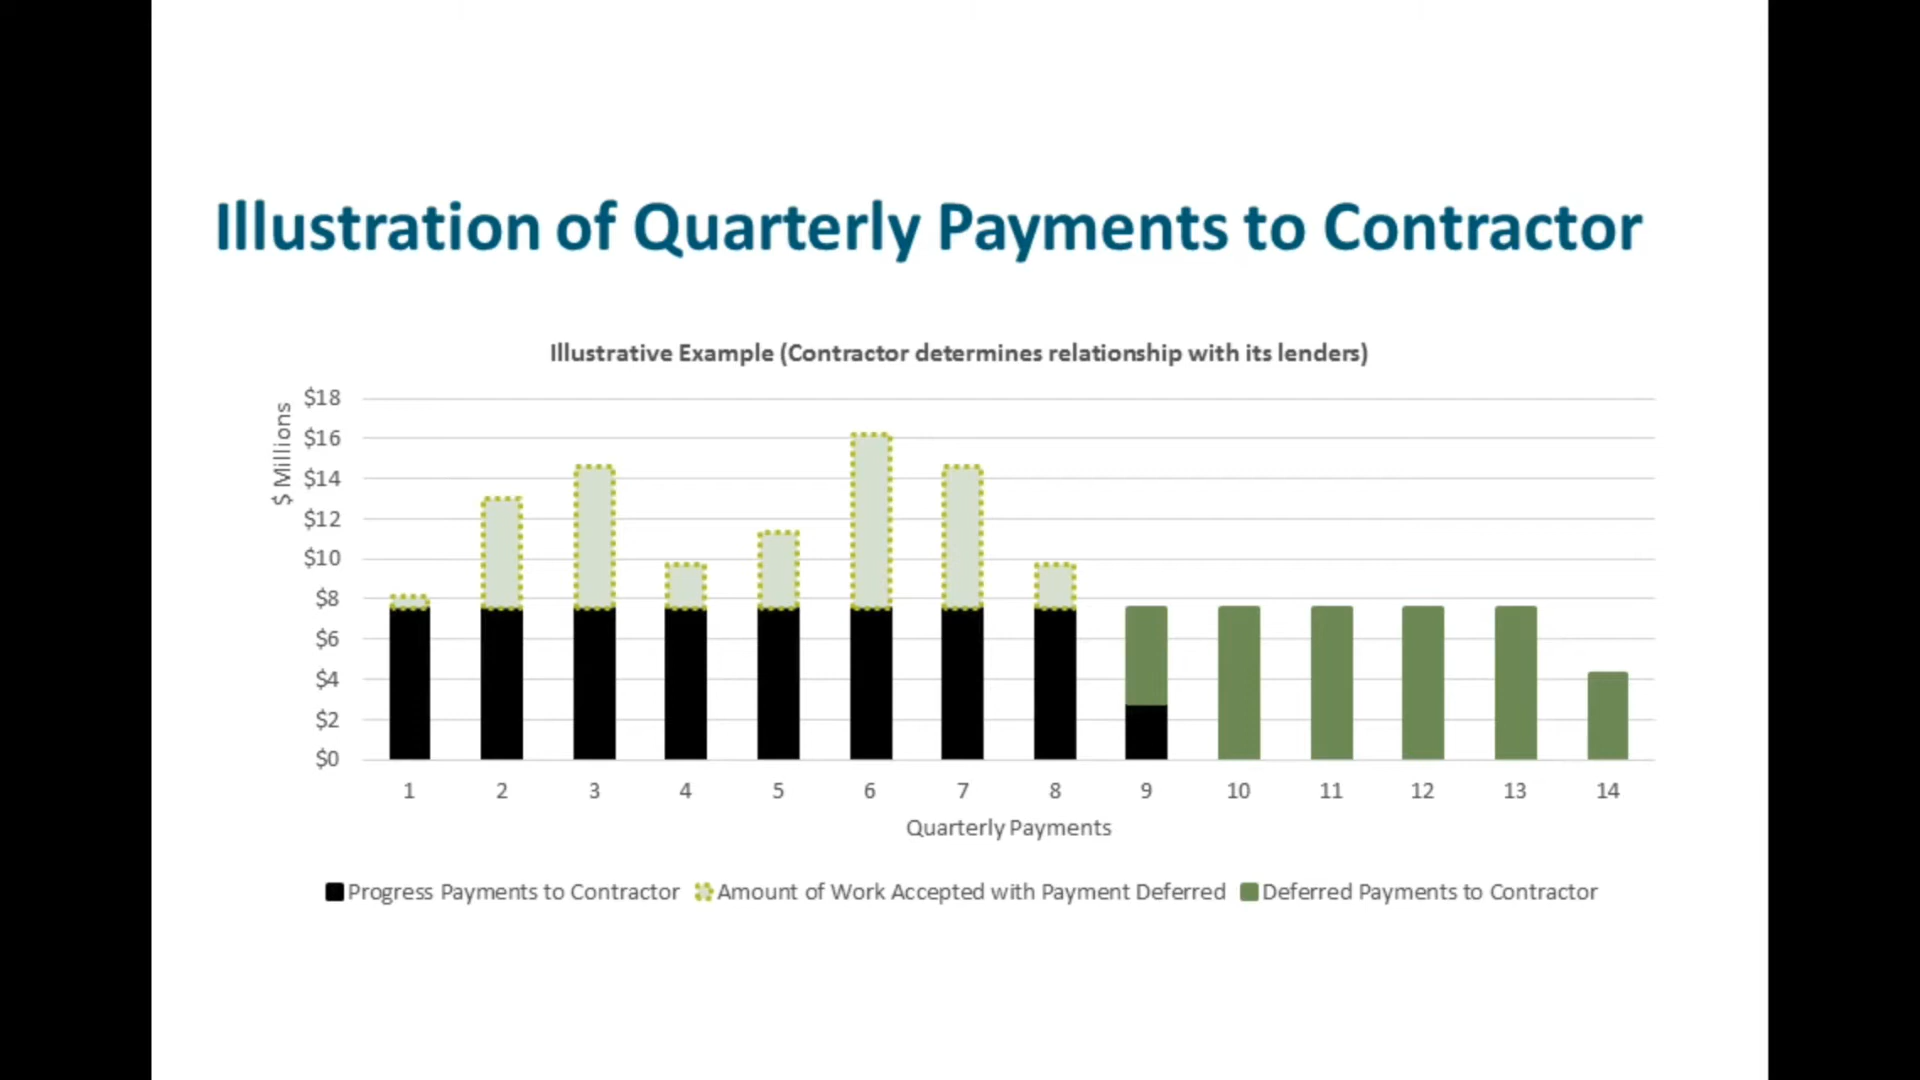 Illustration of Quarterly Payments to Contractor
Illustrative Example (Contractor determines relationship with its lenders)
$ Millions
$18
$16
$14
$12
$10
$8
$6
$4
$2
$0
1 2 3 4 5 6 7 8 9 10 11 12 13 14
Quarterly Payments
Progress Payments to Contractor Amount of Work Accepted with Payment Deferred Deferred Payments to Contractor